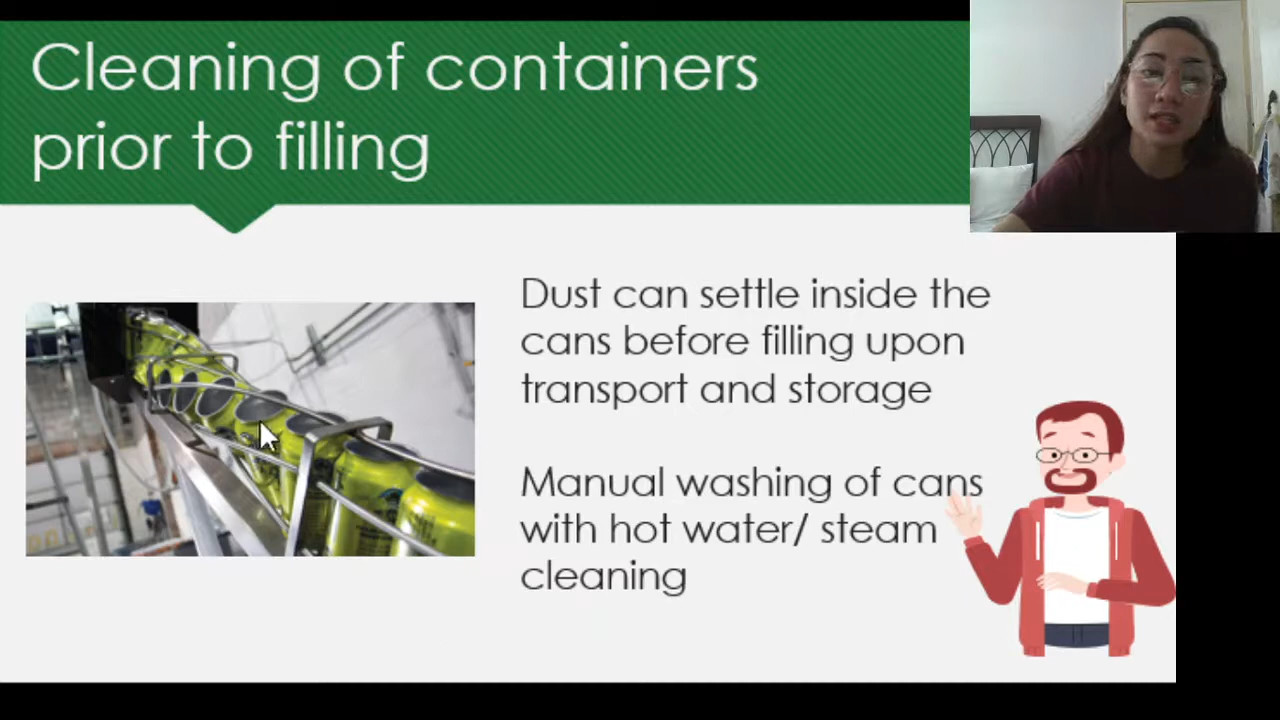 Cleaning of containers
prior to filling
Dust can settle inside the
cans before filling upon
transport and storage
Manual washing of cans
with hot water/ steam
cleaning